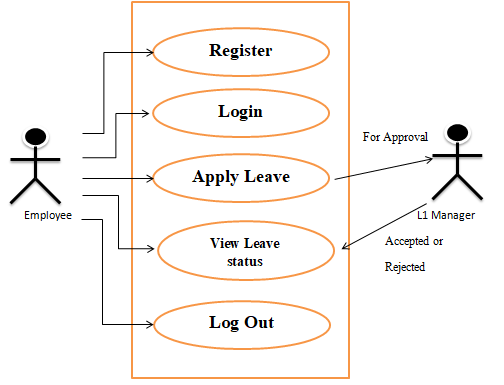 Register
Login
For Approval
Apply Leave
Employee
L1 Manager
View Leave
status
Accepted or
Rejected
Log Out